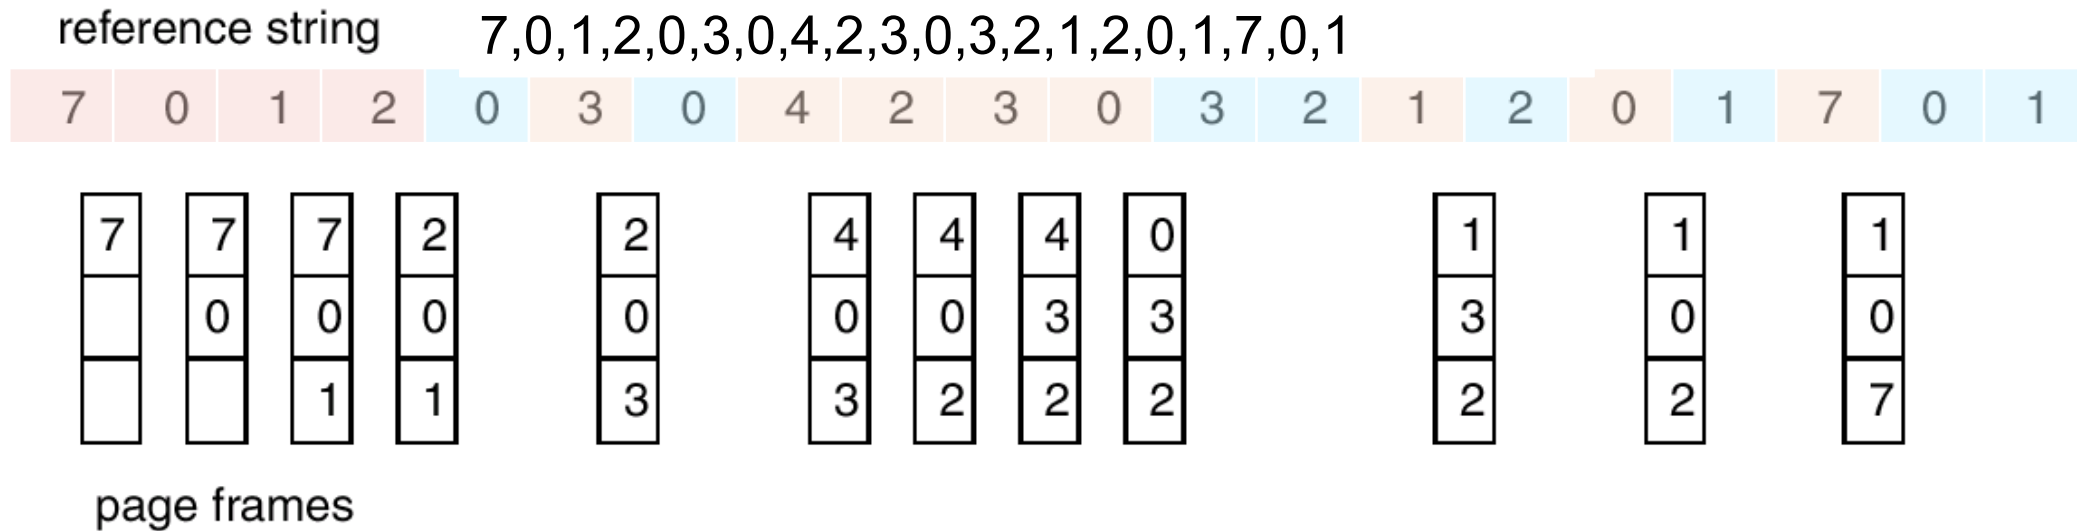 reference string 7,0,1,2,0,3,0,4,2,3,0,3,2,1,2,0,1,7,0,1
7 0 1 2 0 3 0 4 2 3 0 3 2 1 2 0 1 7 0 1
7 7 7 2 2 4 4 4 0 1 1 1
0 0 0 0 0 0 3 3 3 0 0
1 1 3 3 2 2 2 2 2 7
page frames